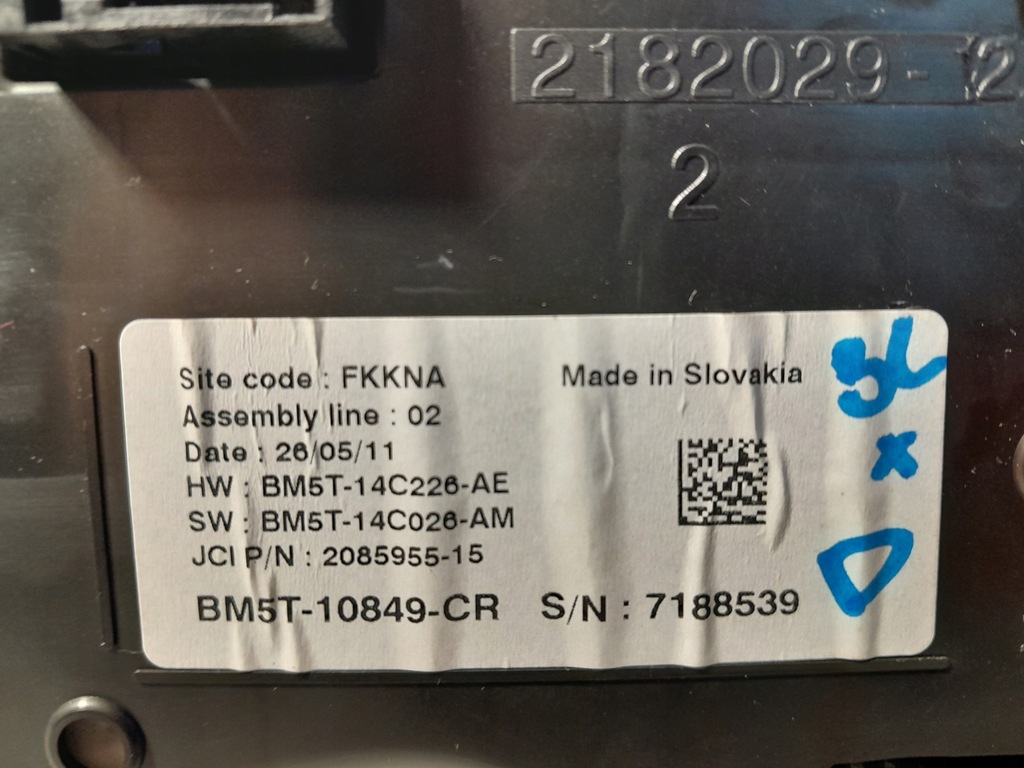 2182029-12
2
Site code : FKKNA
Made in Slovakia
Assembly line : 02
Date : 26/05/11
HW : BM5T-14C226-AE
SW : BM5T-14C026-AM
JCI P/N : 2085955-15
BM5T-10849-CR S/N : 7188539